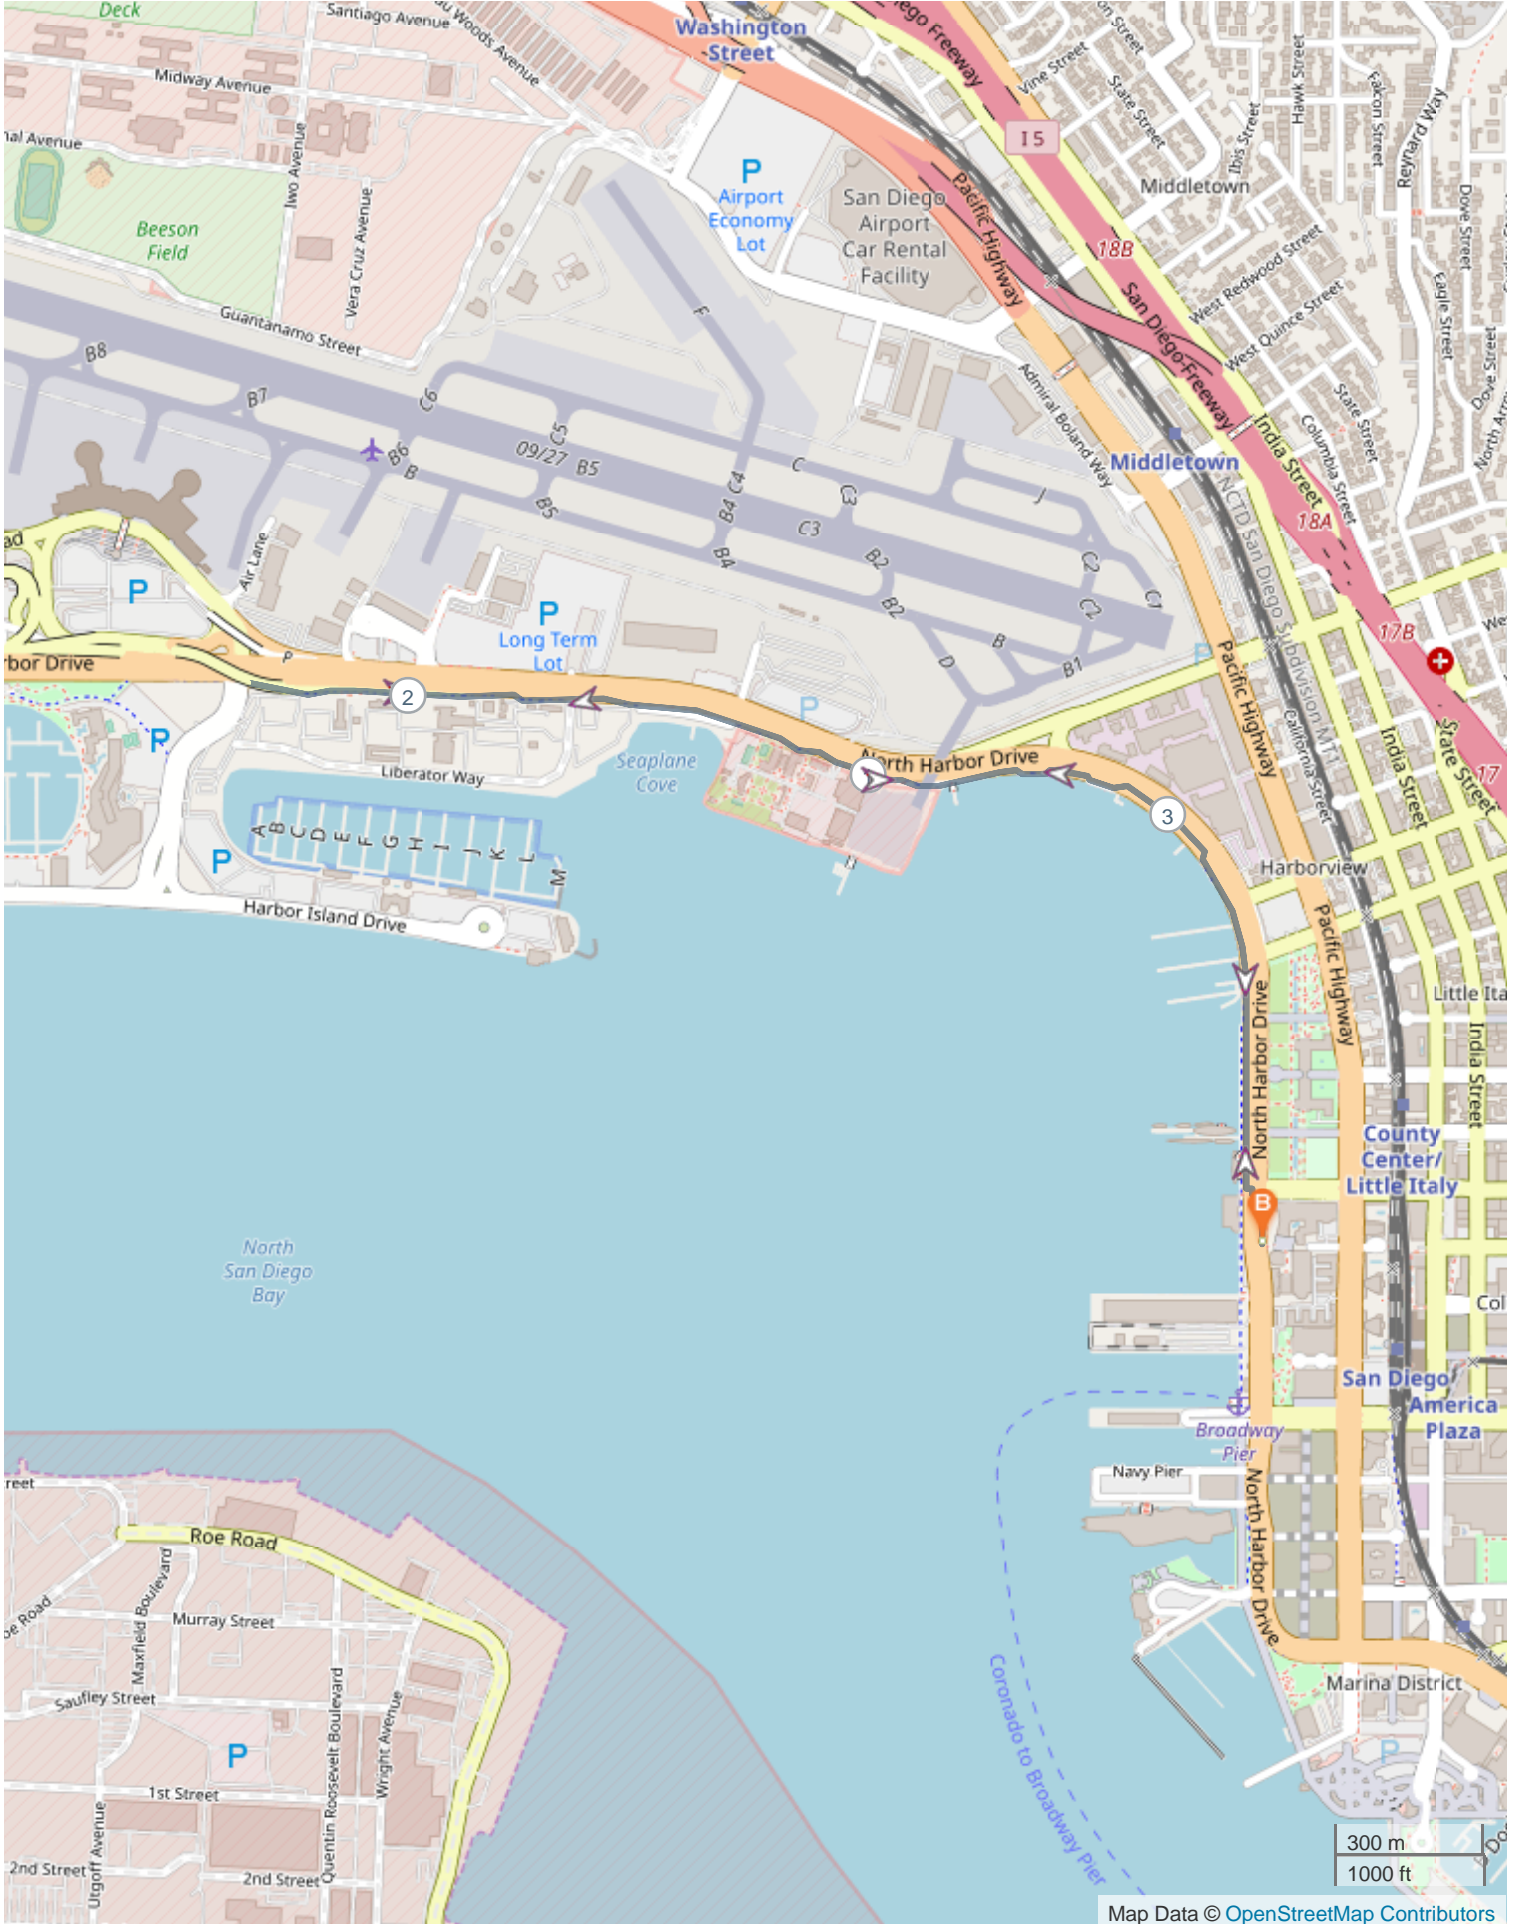 Deck
Santiago Avenue
Washington
Street
Midway Avenue
Vine Street
State Street
Hawk Street
Falcon Street
Reynard Way
Ibis Street
I 5
P
Airport
Economy
Lot
San Diego
Airport
Car Rental
Facility
Pacific Highway
Middletown
Dove Street
Beeson
Field
Vera Cruz Avenue
18B
West Redwood Street
Eagle Street
Guantanamo Street
F
San Diego Freeway
West Quince Street
Dove Street
B8
B7
C6
C5
09/27
B5
B6
B
B5
C
C3
C4
B4
C3
B4
B2
B2
J
C2
C2
C1
D
B
B1
Admiral Boland Way
Middletown
India Street
Columbia Street
State Street
18A
NCTD San Diego Subdivision MT1
17B
Air Lane
P
P
Long Term
Lot
P
P
P
rbor Drive
2
Pacific Highway
California Street
India Street
State Street
17
P
Liberator Way
Seaplane
Cove
North Harbor Drive
3
A
B
C
D
E
F
G
H
I
J
K
L
M
P
Harbor Island Drive
Harborview
Pacific Highway
Little Ita
India Street
North Harbor Drive
County
Center/
Little Italy
B
North
San Diego
Bay
Col
San Diego
America
Plaza
Broadway
Pier
Navy Pier
North Harbor Drive
reet
Roe Road
oe Road
Maxfield Boulevard
Murray Street
Saufley Street
Quentin Roosevelt Boulevard
Wright Avenue
P
1st Street
Utgoff Avenue
2nd Street
2nd Street
Coronado to Broadway Pier
Marina District
P
300 m
1000 ft
Map Data © OpenStreetMap Contributors